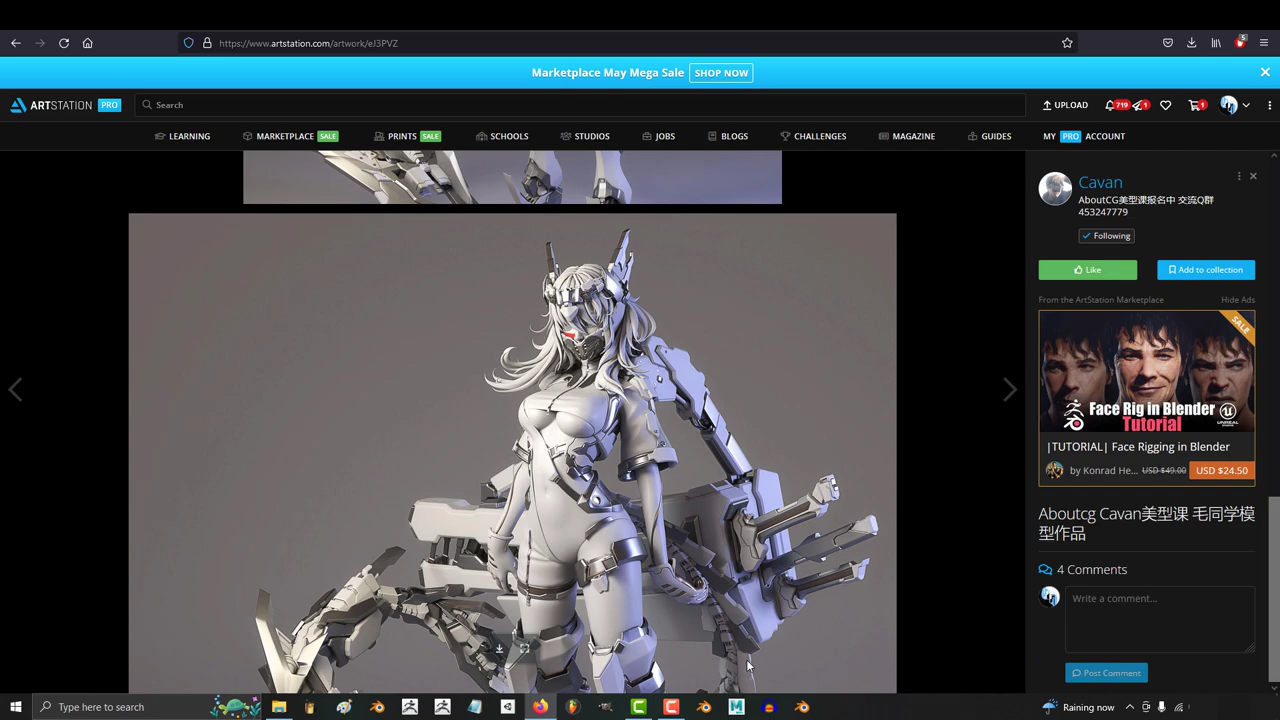 https://www.artstation.com/artwork/eJ3PVZ
5
Marketplace May Mega Sale SHOP NOW
ARTSTATION PRO
Search
UPLOAD
719
1
1
LEARNING
MARKETPLACE SALE
PRINTS SALE
SCHOOLS
STUDIOS
JOBS
BLOGS
CHALLENGES
MAGAZINE
GUIDES
MY PRO ACCOUNT
Cavan
AboutCG美型课报名中 交流Q群
453247779
Following
Like
Add to collection
From the ArtStation Marketplace
Hide Ads
SALE
Face Rig in Blender
Tutorial
UNREAL
|TUTORIAL| Face Rigging in Blender
by Konrad He... USD $49.00 USD $24.50
Aboutcg Cavan美型课 毛同学模
型作品
4 Comments
Write a comment...
Post Comment
Type here to search
Raining now